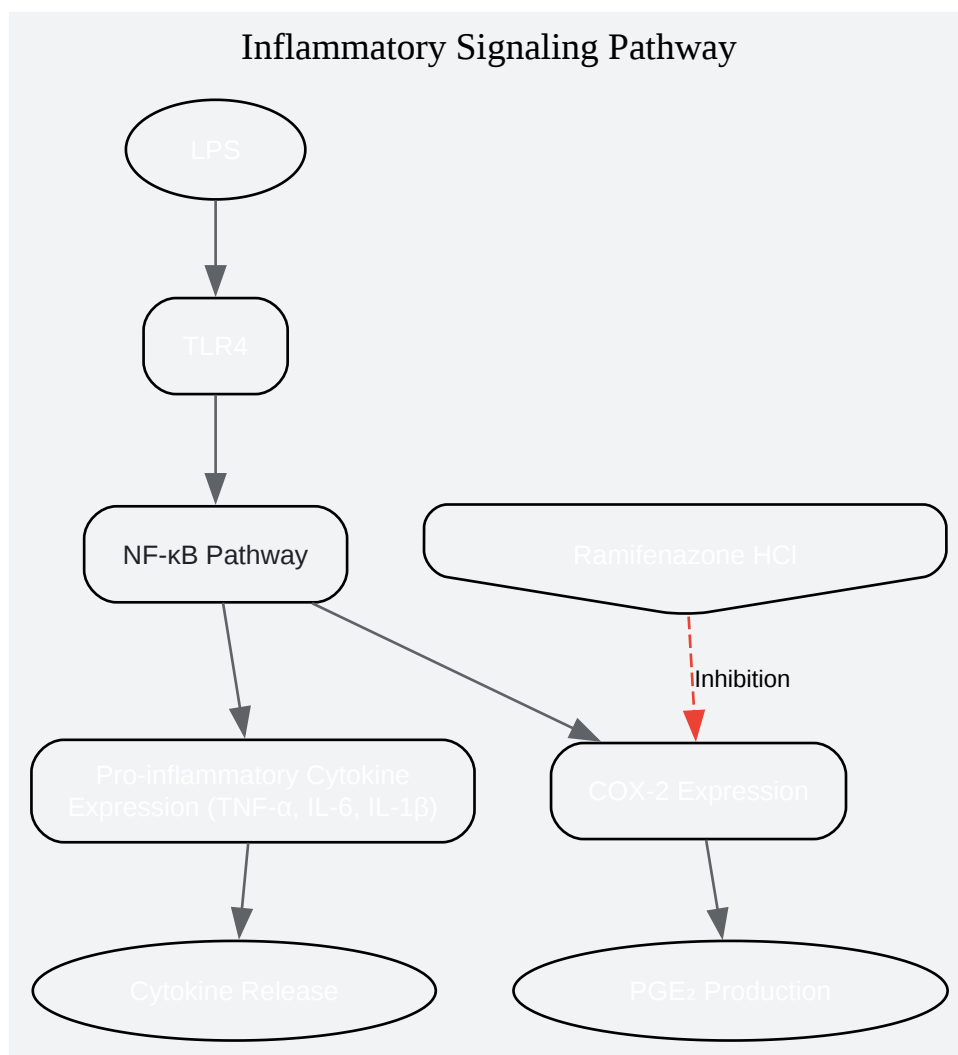 Inflammatory Signaling Pathway
LPS
TLR4
NF-κB Pathway
Ramifenazone HCl
Inhibition
Pro-inflammatory Cytokine
Expression (TNF-α, IL-6, IL-1β)
COX-2 Expression
Cytokine Release
PGE₂ Production